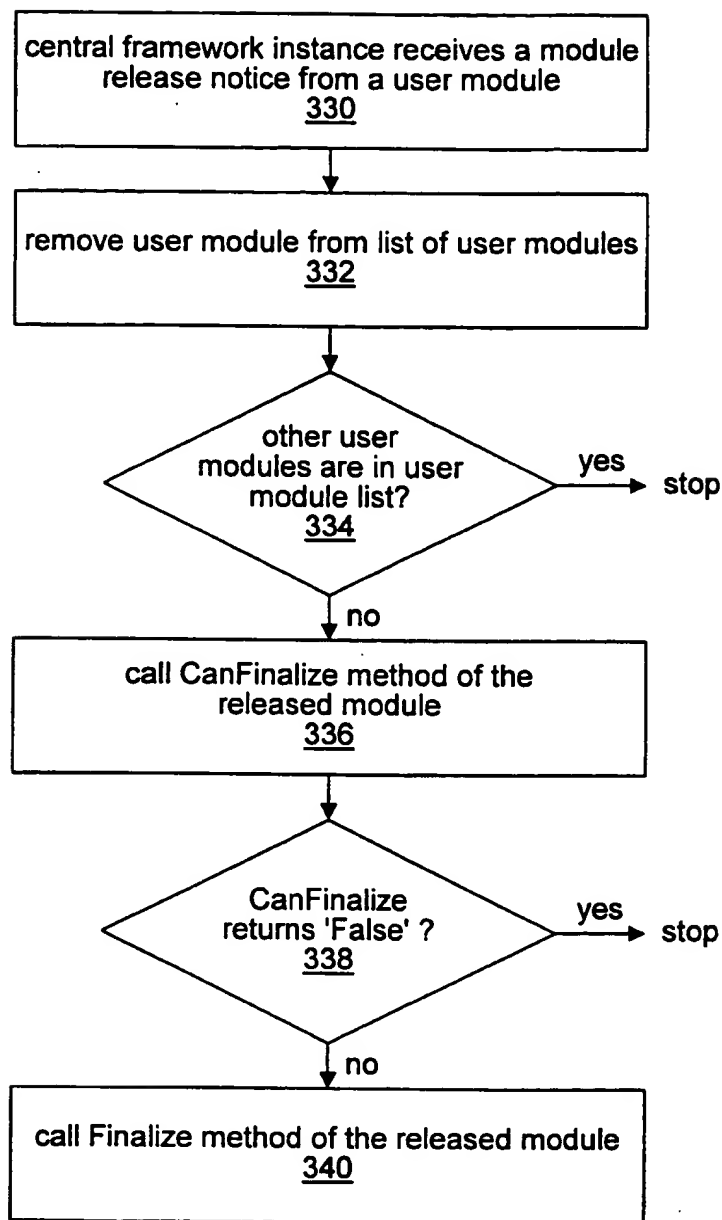 central framework instance receives a module
release notice from a user module
330
remove user module from list of user modules
332
other user
modules are in user
module list?
334
yes
stop
no
call CanFinalize method of the
released module
336
CanFinalize
returns 'False' ?
338
yes
stop
no
call Finalize method of the released module
340